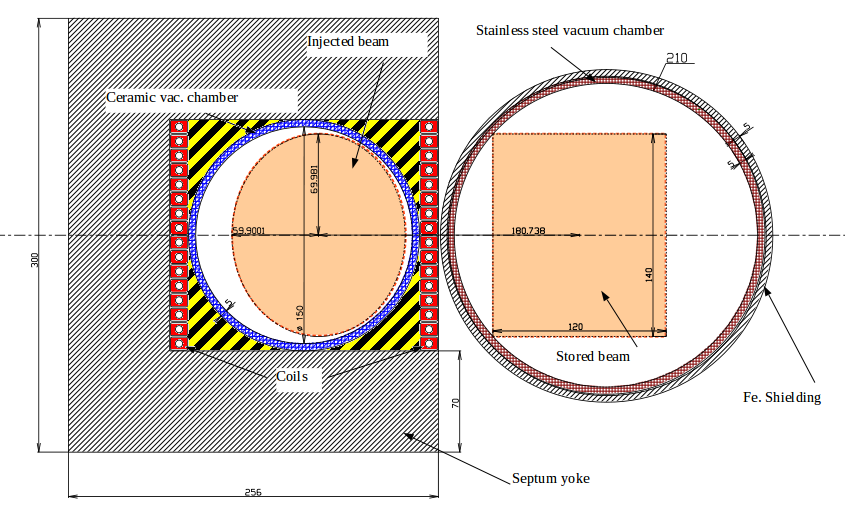 Stainless steel vacuum chamber
Injected beam
210
Ceramic vac. chamber
5
5
69.981
59.9001
180.738
300
140
5
ø 150
120
Stored beam
Coils
70
Fe. Shielding
Septum yoke
256